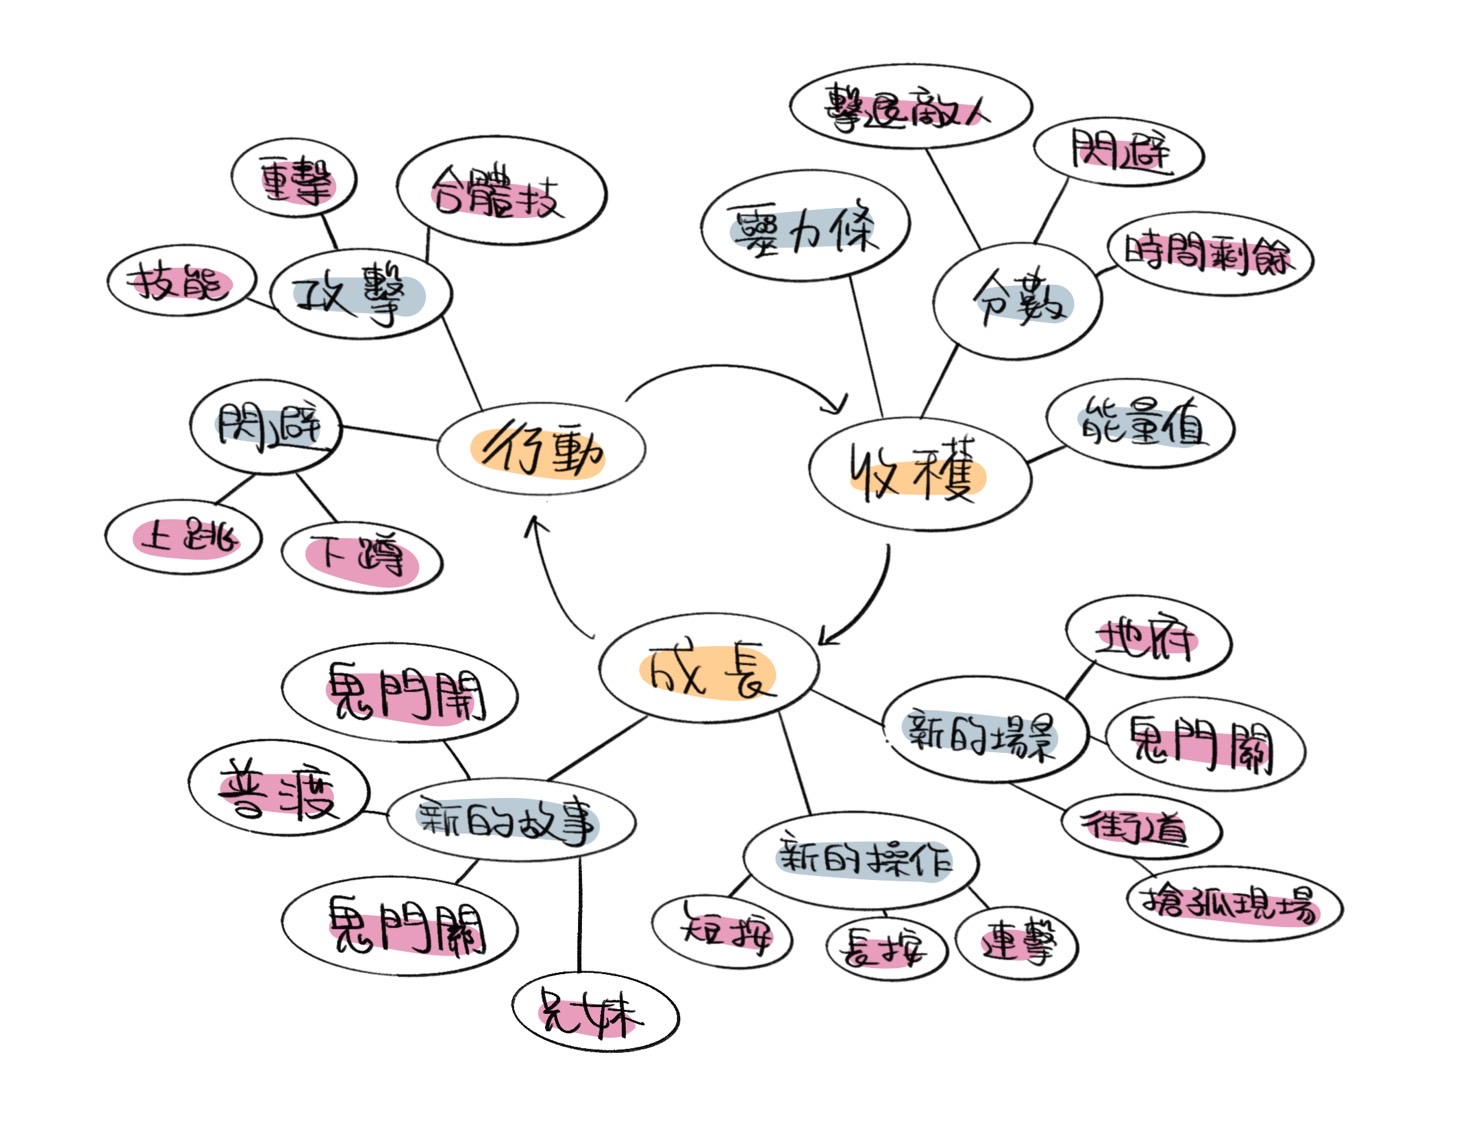 擊退敵人
閃避
重擊
合體技
靈力條
時間剩餘
技能
攻擊
分數
閃避
能量值
行動
收穫
上跳
下蹲
地府
成長
鬼門開
新的場景
鬼門關
普渡
新的故事
街道
新的操作
搶孤現場
鬼門關
短按
長按
連擊
兄妹